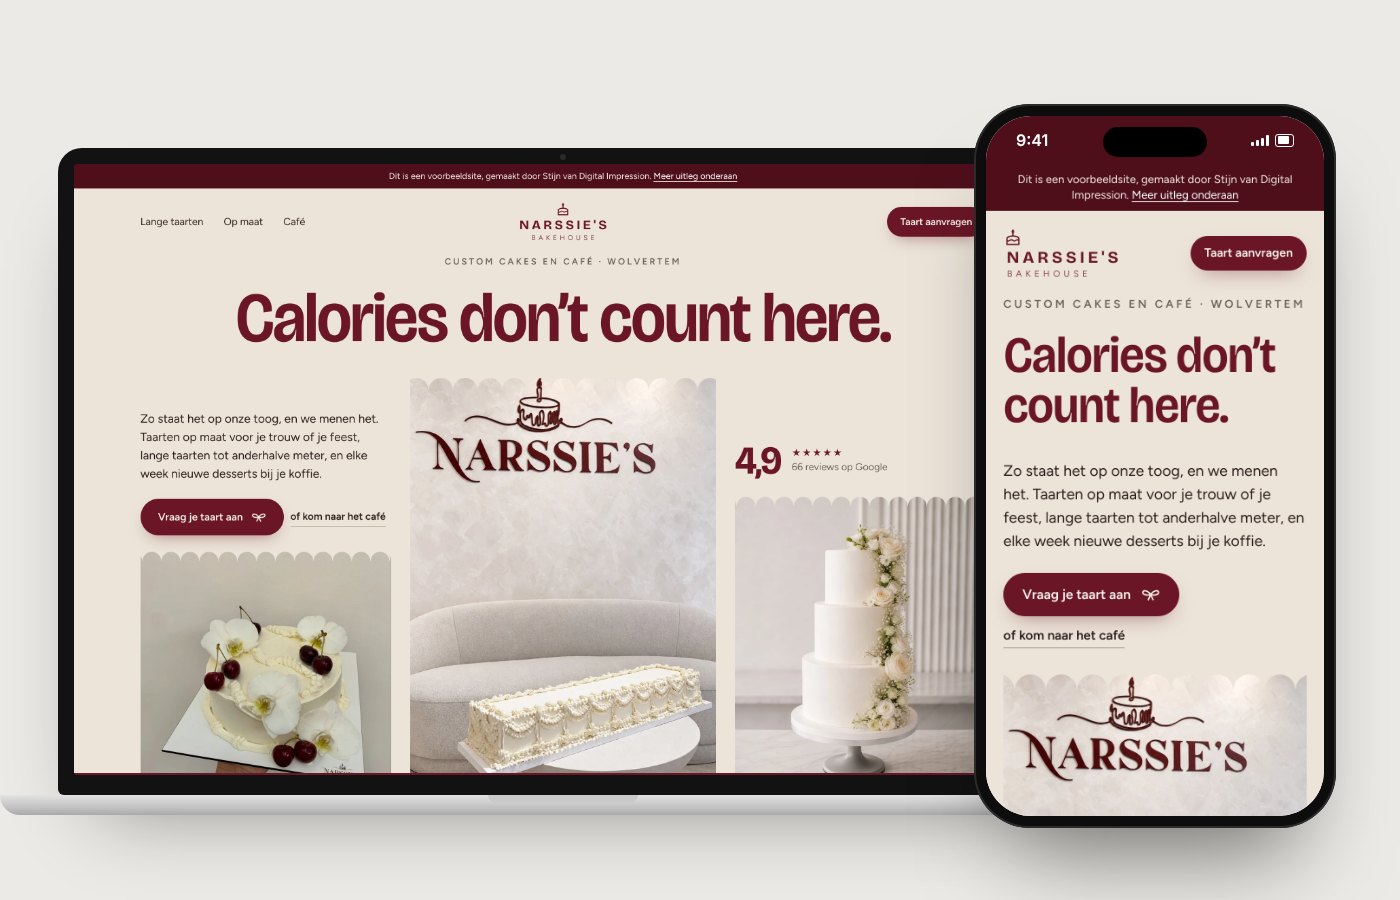 Dit is een voorbeeldsite, gemaakt door Stijn van Digital Impression. Meer uitleg onderaan
Lange taarten
Op maat
Café
NARSSIE'S
BAKEHOUSE
Taart aanvragen
CUSTOM CAKES EN CAFÉ · WOLVERTEM
Calories don't count here.
Zo staat het op onze toog, en we menen het.
Taarten op maat voor je trouw of je feest,
lange taarten tot anderhalve meter, en elke
week nieuwe desserts bij je koffie.
Vraag je taart aan
of kom naar het café
NARSSIE'S
4,9
★★★★★
66 reviews op Google
9:41
Dit is een voorbeeldsite, gemaakt door Stijn van Digital
Impression. Meer uitleg onderaan
NARSSIE'S
BAKEHOUSE
Taart aanvragen
CUSTOM CAKES EN CAFÉ · WOLVERTEM
Calories don't
count here.
Zo staat het op onze toog, en we menen
het. Taarten op maat voor je trouw of je
feest, lange taarten tot anderhalve meter, en
elke week nieuwe desserts bij je koffie.
Vraag je taart aan
of kom naar het café
NARSSIE'S